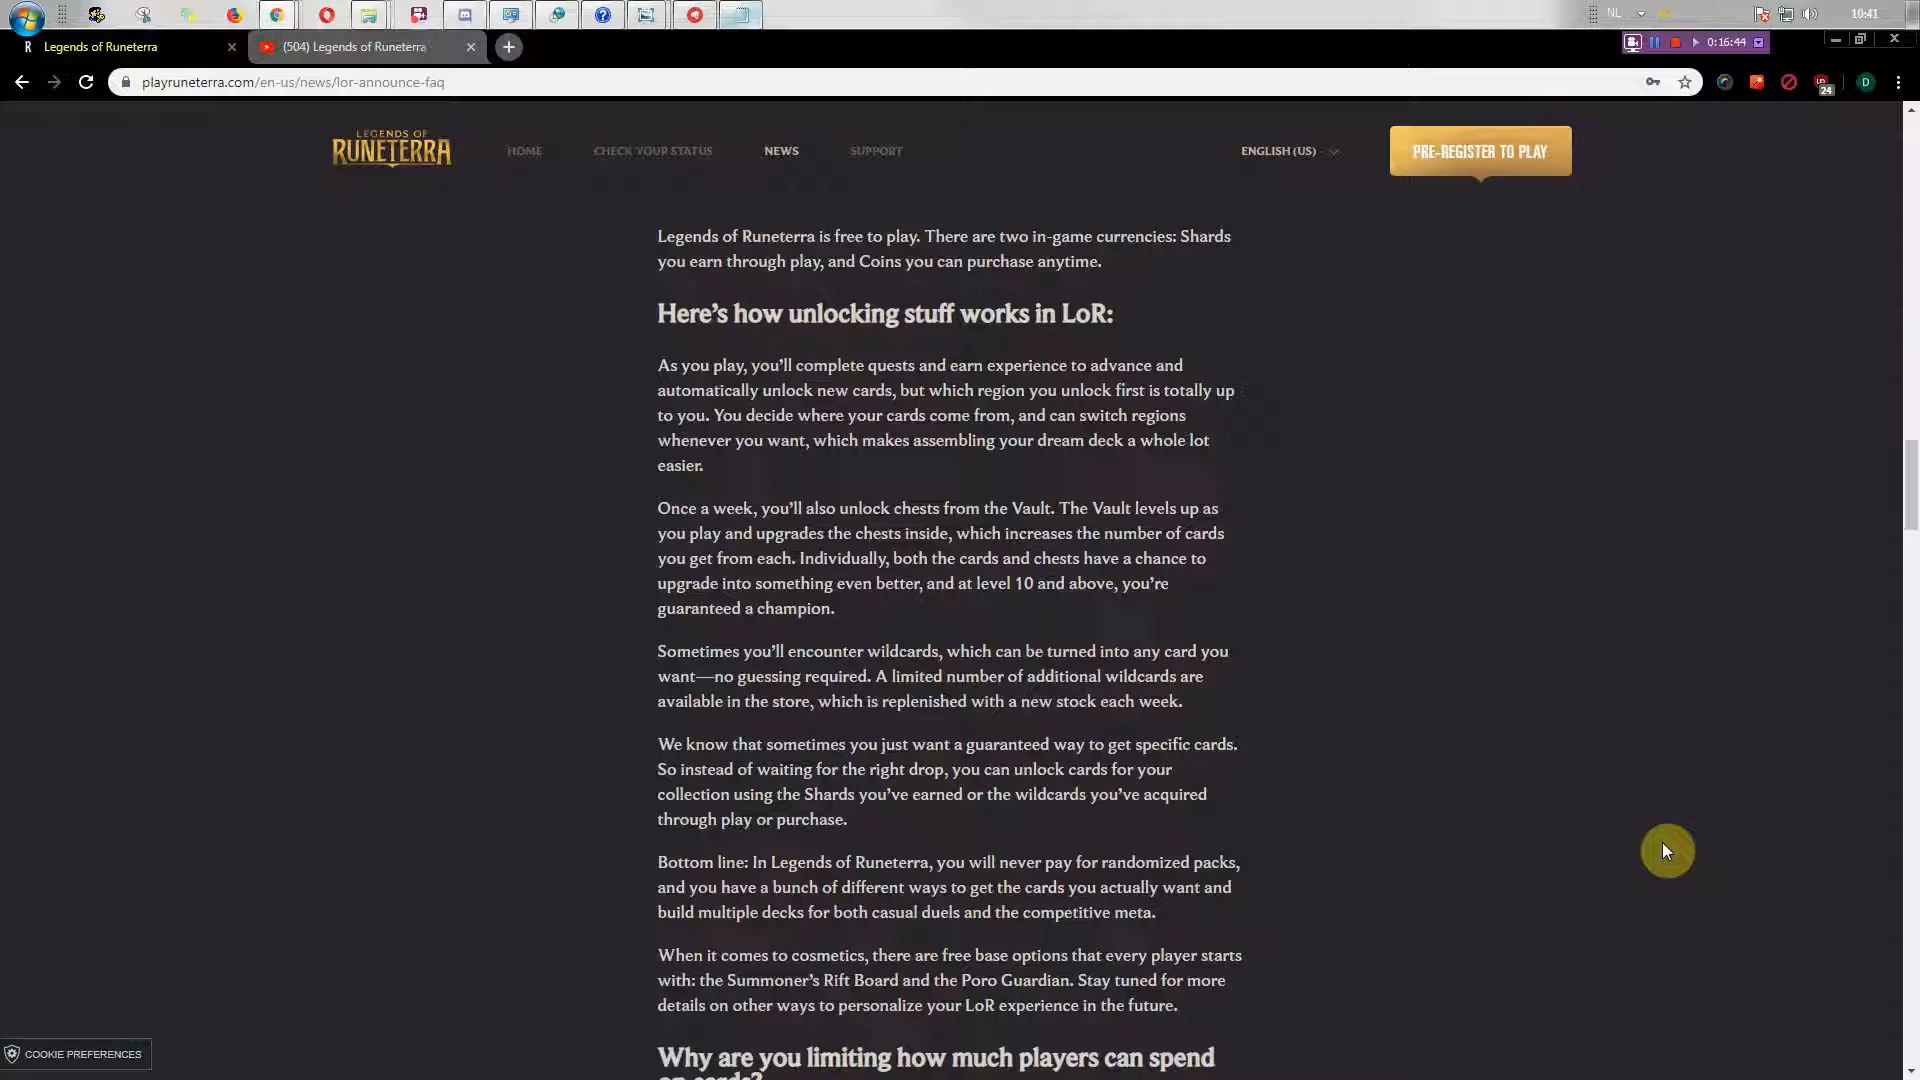 NL
10:41
Legends of Runeterra
(504) Legends of Runeterra
0:16:44
playruneterra.com/en-us/news/lor-announce-faq
24
D
LEGENDS OF
RUNETERRA
HOME
CHECK YOUR STATUS
NEWS
SUPPORT
ENGLISH (US)
PRE-REGISTER TO PLAY
Legends of Runeterra is free to play. There are two in-game currencies: Shards
you earn through play, and Coins you can purchase anytime.
Here’s how unlocking stuff works in LoR:
As you play, you’ll complete quests and earn experience to advance and
automatically unlock new cards, but which region you unlock first is totally up
to you. You decide where your cards come from, and can switch regions
whenever you want, which makes assembling your dream deck a whole lot
easier.
Once a week, you’ll also unlock chests from the Vault. The Vault levels up as
you play and upgrades the chests inside, which increases the number of cards
you get from each. Individually, both the cards and chests have a chance to
upgrade into something even better, and at level 10 and above, you’re
guaranteed a champion.
Sometimes you’ll encounter wildcards, which can be turned into any card you
want—no guessing required. A limited number of additional wildcards are
available in the store, which is replenished with a new stock each week.
We know that sometimes you just want a guaranteed way to get specific cards.
So instead of waiting for the right drop, you can unlock cards for your
collection using the Shards you’ve earned or the wildcards you’ve acquired
through play or purchase.
Bottom line: In Legends of Runeterra, you will never pay for randomized packs,
and you have a bunch of different ways to get the cards you actually want and
build multiple decks for both casual duels and the competitive meta.
When it comes to cosmetics, there are free base options that every player starts
with: the Summoner’s Rift Board and the Poro Guardian. Stay tuned for more
details on other ways to personalize your LoR experience in the future.
COOKIE PREFERENCES
Why are you limiting how much players can spend
on cards?